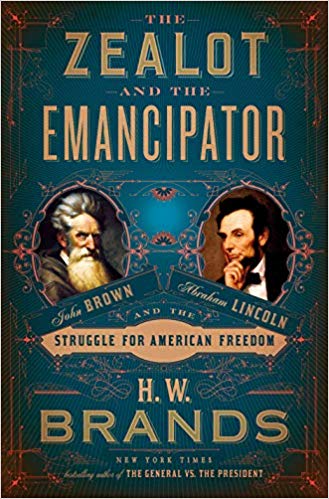 THE
ZEALOT
AND THE
EMANCIPATOR
John BROWN
Abraham LINCOLN
AND THE
STRUGGLE FOR AMERICAN FREEDOM
H. W.
BRANDS
NEW YORK TIMES
bestselling author of THE GENERAL VS. THE PRESIDENT